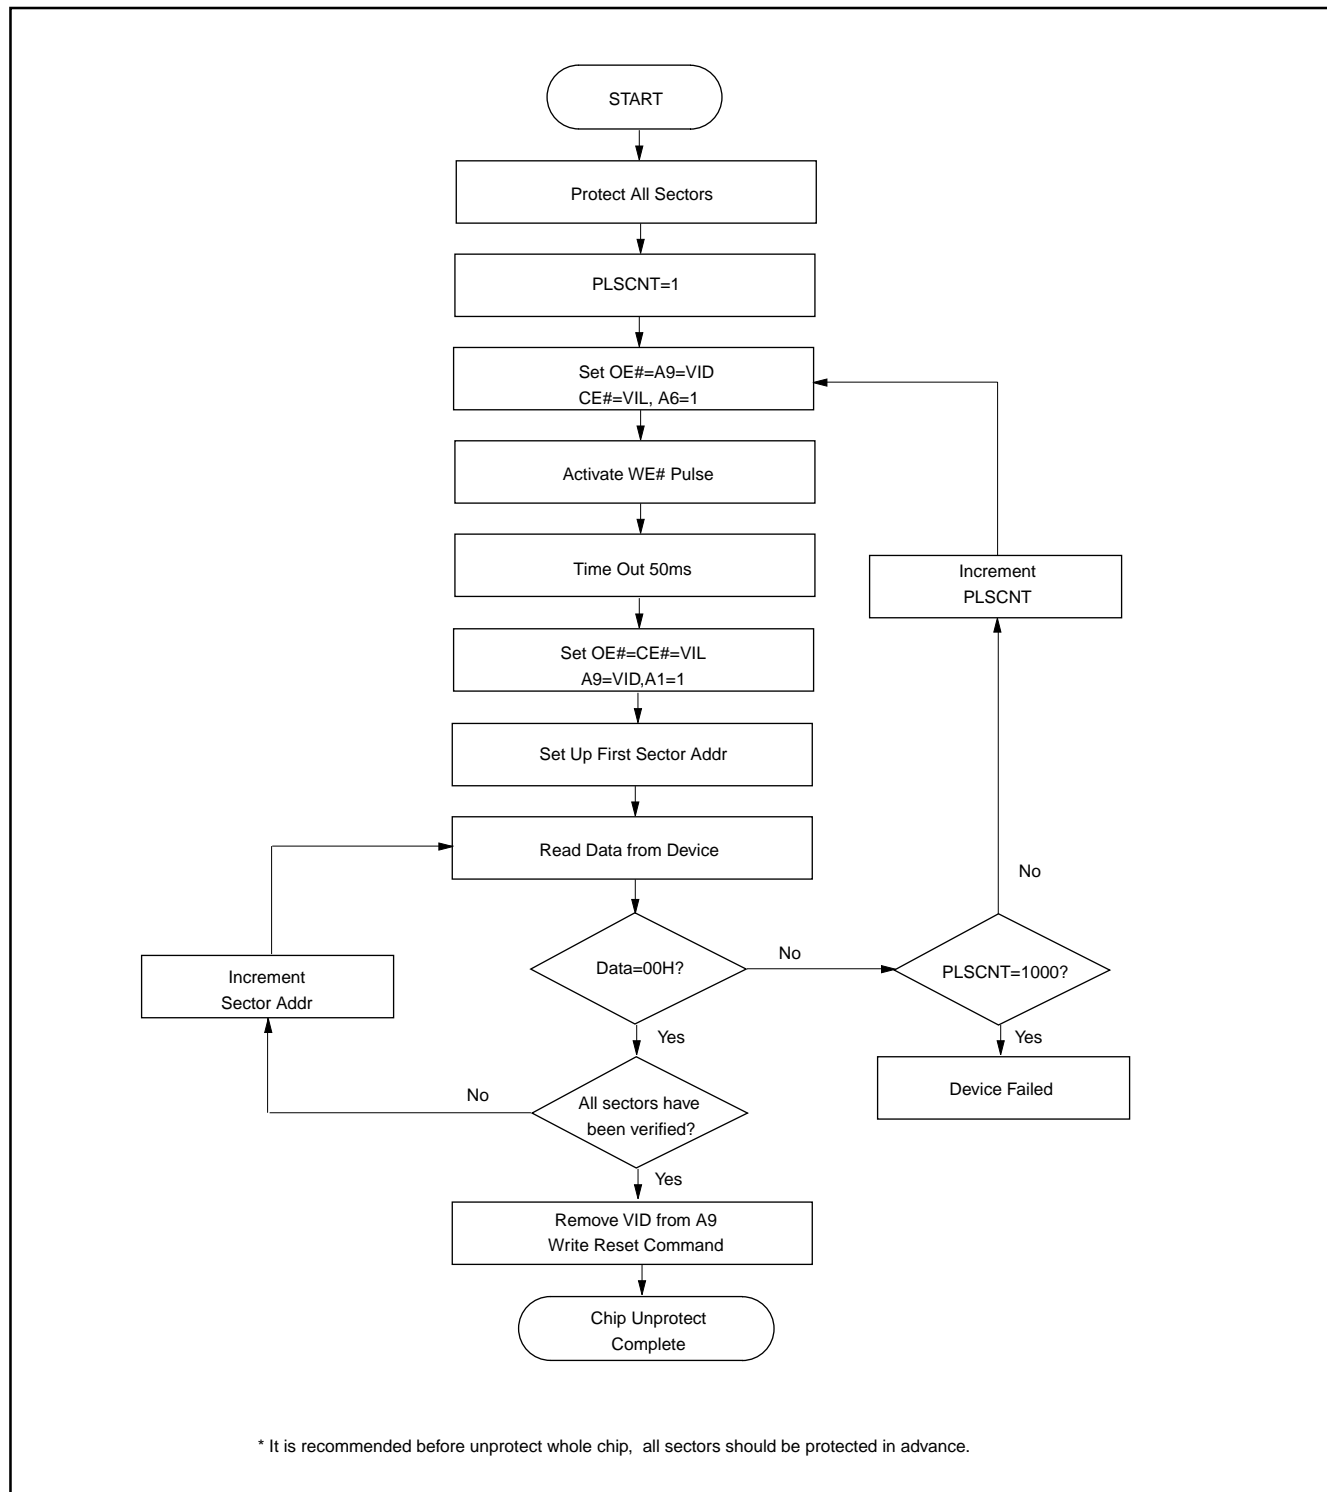 START
Protect All Sectors
PLSCNT=1
Set OE#=A9=VID
CE#=VIL, A6=1
Activate WE# Pulse
Time Out 50ms
Increment
PLSCNT
Set OE#=CE#=VIL
A9=VID,A1=1
Set Up First Sector Addr
Read Data from Device
No
Data=00H?
No
PLSCNT=1000?
Increment
Sector Addr
Yes
Yes
Device Failed
No
All sectors have
been verified?
Yes
Remove VID from A9
Write Reset Command
Chip Unprotect
Complete
* It is recommended before unprotect whole chip, all sectors should be protected in advance.